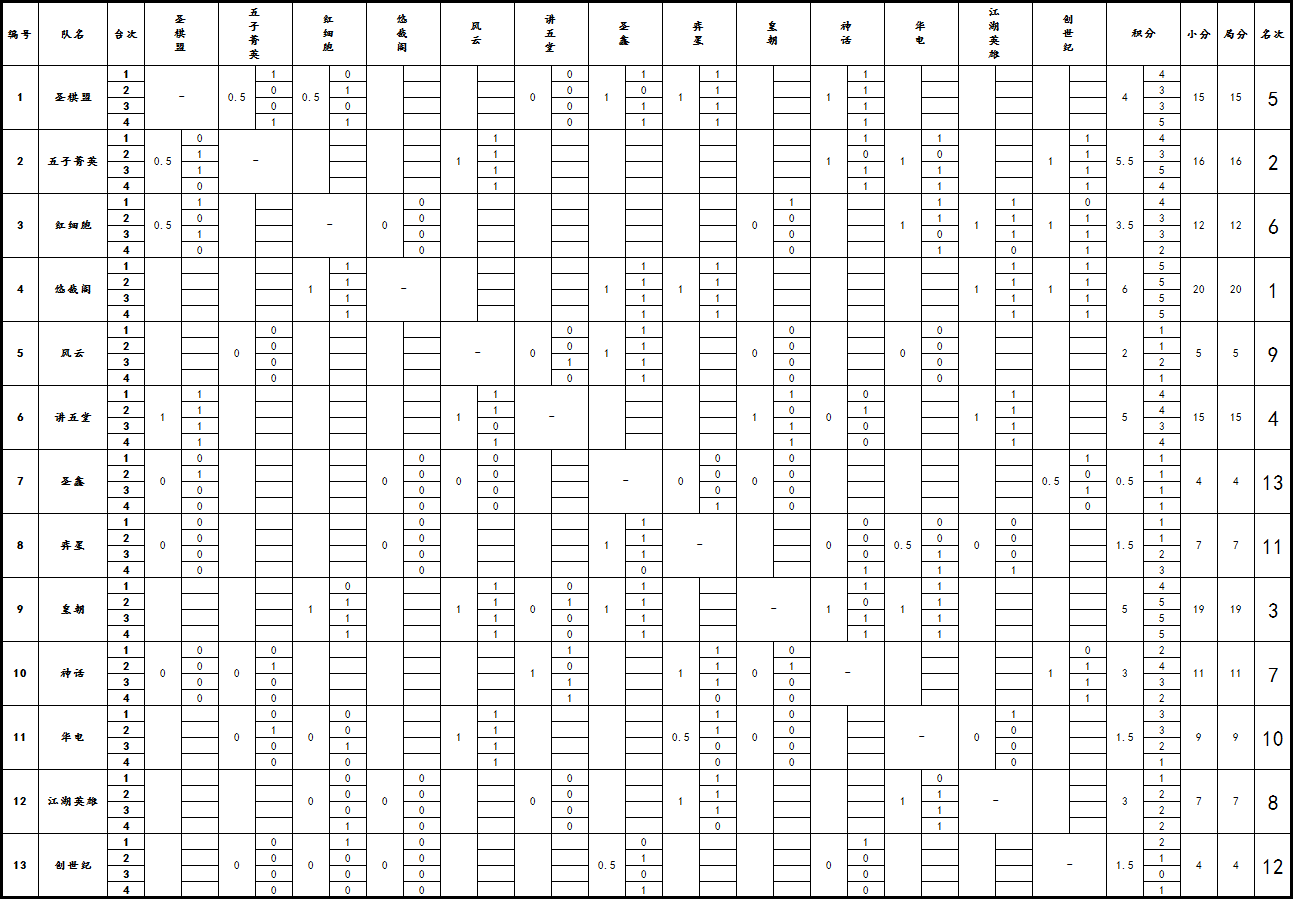 编号 队名 台次 圣棋盟 五子菁英 红细胞 悠哉阁 风云 讲五堂 圣鑫 弈星 皇朝 神话 华电 江湖英雄 创世纪 积分 小分 局分 名次
1 圣棋盟 1 - 0.5 1 0.5 0 0 0 1 1 1 1 1 1 4 4 15 15 5
2 0 1 0 0 1 1 3
3 0 0 0 1 1 1 3
4 1 1 0 1 1 1 5
2 五子菁英 1 0.5 0 - 1 1 1 1 1 1 1 1 5.5 4 16 16 2
2 1 1 0 0 1 3
3 1 1 1 1 1 5
4 0 1 1 1 1 4
3 红细胞 1 0.5 1 - 0 0 0 1 1 1 1 1 1 0 3.5 4 12 12 6
2 0 0 0 1 1 1 3
3 1 0 0 0 1 1 3
4 0 0 0 1 0 1 2
4 悠哉阁 1 1 1 - 1 1 1 1 1 1 1 1 6 5 20 20 1
2 1 1 1 1 1 5
3 1 1 1 1 1 5
4 1 1 1 1 1 5
5 风云 1 0 0 - 0 0 1 1 0 0 0 0 2 1 5 5 9
2 0 0 1 0 0 1
3 0 1 1 0 0 2
4 0 0 1 0 0 1
6 讲五堂 1 1 1 1 1 - 1 1 0 0 1 1 5 4 15 15 4
2 1 1 0 1 1 4
3 1 0 1 0 1 3
4 1 1 1 0 1 4
7 圣鑫 1 0 0 0 0 0 0 - 0 0 0 0 0.5 1 0.5 1 4 4 13
2 1 0 0 0 0 0 1
3 0 0 0 0 0 1 1
4 0 0 0 1 0 0 1
8 弈星 1 0 0 0 0 1 1 - 0 0 0.5 0 0 0 1.5 1 7 7 11
2 0 0 1 0 0 0 1
3 0 0 1 0 1 0 2
4 0 0 0 1 1 1 3
9 皇朝 1 1 0 1 1 0 0 1 1 - 1 1 1 1 5 4 19 19 3
2 1 1 1 1 0 1 5
3 1 1 0 1 1 1 5
4 1 1 0 1 1 1 5
10 神话 1 0 0 0 0 1 1 1 1 0 0 - 1 0 3 2 11 11 7
2 0 1 0 1 1 1 4
3 0 0 1 1 0 1 3
4 0 0 1 0 0 1 2
11 华电 1 0 0 0 0 1 1 0.5 1 0 0 - 0 1 1.5 3 9 9 10
2 1 0 1 1 0 0 3
3 0 1 1 0 0 0 2
4 0 0 1 0 0 0 1
12 江湖英雄 1 0 0 0 0 0 0 1 1 1 0 - 3 1 7 7 8
2 0 0 0 1 1 2
3 0 0 0 1 1 2
4 1 0 0 0 1 2
13 创世纪 1 0 0 0 1 0 0 0.5 0 0 1 - 1.5 2 4 4 12
2 0 0 0 1 0 1
3 0 0 0 0 0 0
4 0 0 0 1 0 1